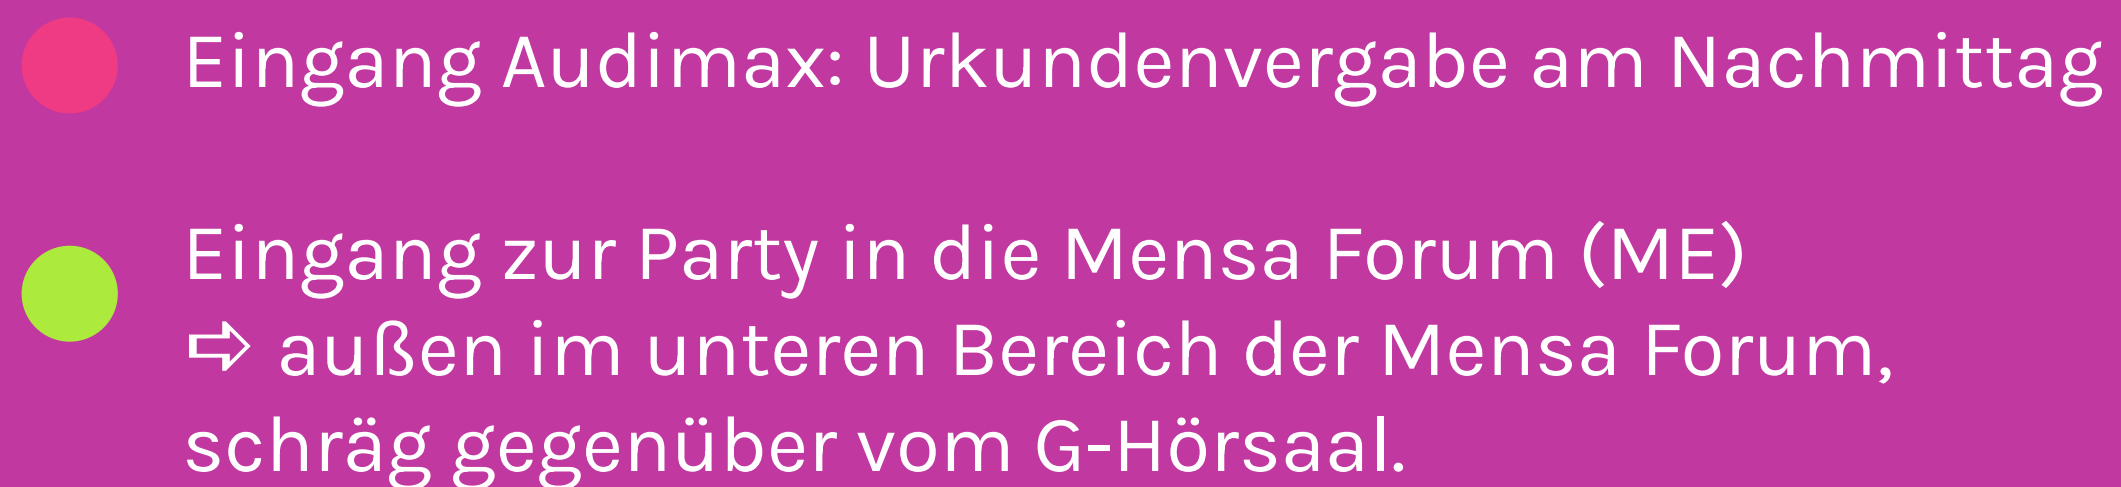 Eingang Audimax: Urkundenvergabe am Nachmittag
Eingang zur Party in die Mensa Forum (ME)
➯ außen im unteren Bereich der Mensa Forum,
schräg gegenüber vom G-Hörsaal.